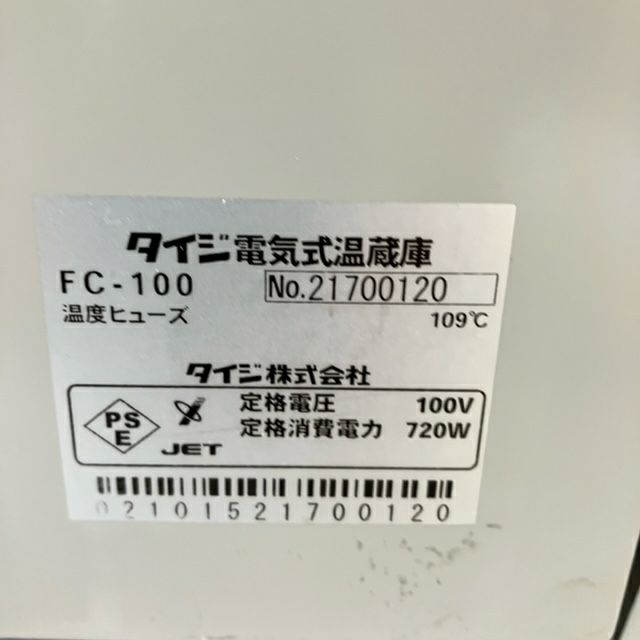 タイジ電気式温蔵庫
FC-100 No.21700120
温度ヒューズ 109℃
タイジ株式会社
PS
E
JET
定格電圧 100V
定格消費電力 720W
0210152170 0120